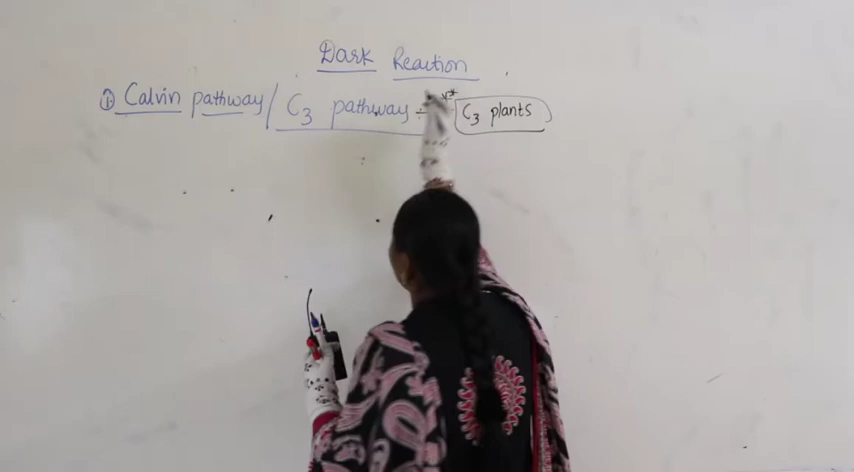 Dark Reaction
① Calvin pathway / C₃ pathway ÷ C₃ plants